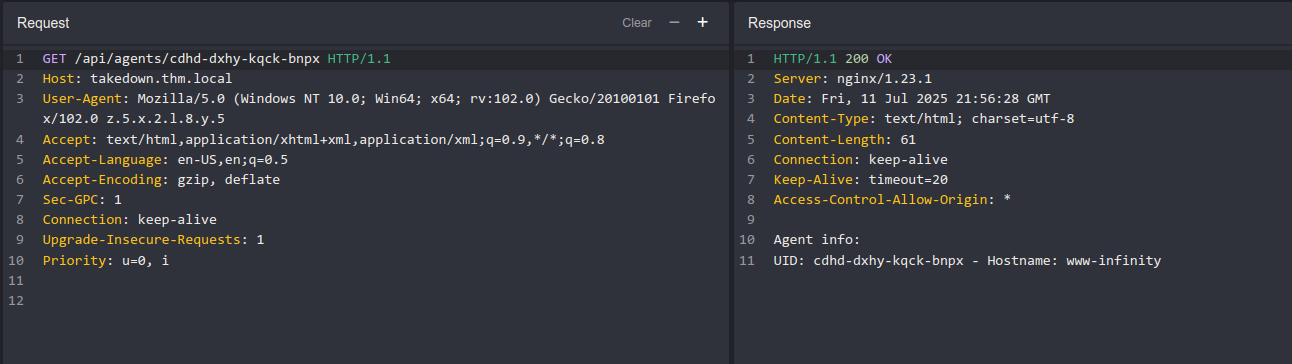 Request
Clear
1 GET /api/agents/cdhd-dxhy-kqck-bnpx HTTP/1.1
2 Host: takedown.thm.local
3 User-Agent: Mozilla/5.0 (Windows NT 10.0; Win64; x64; rv:102.0) Gecko/20100101 Firefo
x/102.0 z.5.x.2.l.8.y.5
4 Accept: text/html,application/xhtml+xml,application/xml;q=0.9,*/*;q=0.8
5 Accept-Language: en-US,en;q=0.5
6 Accept-Encoding: gzip, deflate
7 Sec-GPC: 1
8 Connection: keep-alive
9 Upgrade-Insecure-Requests: 1
10 Priority: u=0, i
11
12
Response
1 HTTP/1.1 200 OK
2 Server: nginx/1.23.1
3 Date: Fri, 11 Jul 2025 21:56:28 GMT
4 Content-Type: text/html; charset=utf-8
5 Content-Length: 61
6 Connection: keep-alive
7 Keep-Alive: timeout=20
8 Access-Control-Allow-Origin: *
9
10 Agent info:
11 UID: cdhd-dxhy-kqck-bnpx - Hostname: www-infinity